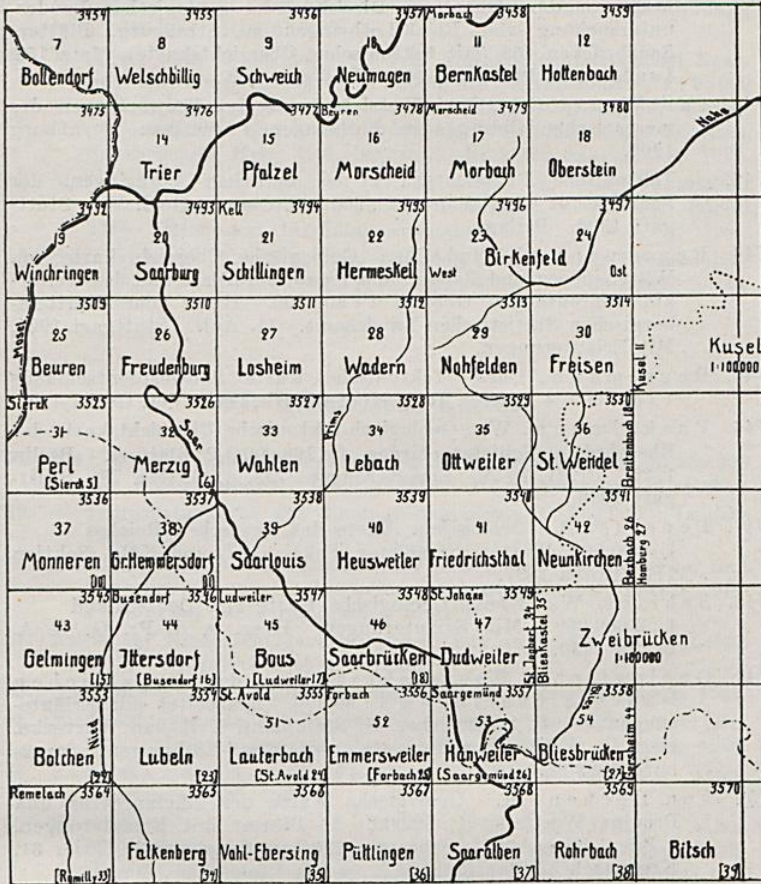 3454 3455 3456 3457 Morbach 3458 3459
7 8 9 10 12
Bollendorf Welschbillig Schweich Neumagen Bernkastel Hottenbach
3475 3476 3477 Beuren 3478 Morscheid 3479 3480
Nahe
14 15 16 17 18
Trier Pfalzel Morscheid Morbach Oberstein
3492 3493 Kell 3494 3495 3496 3497
19 20 21 22 23 24
Winchringen Saarburg Schillingen Hermeskeil West Birkenfeld Ost
3509 3510 3511 3512 3513 3514
Mosel
25 26 27 28 29 30
Beuren Freudenburg Losheim Wadern Nohfelden Freisen
Kusel II
Kusel
1:100000
Sierck 3525 3526 3527 3528 3529 3530
Saar
Prims
31 32 33 34 35 36
Perl Merzig Wahlen Lebach Ottweiler St. Wendel
[Sierck 5] [6]
Breitenbach 18
3536 3537 3538 3539 3540 3541
37 38 39 40 41 42
Monneren Gr. Hemmersdorf Saarlouis Heusweiler Friedrichsthal Neunkirchen
Bexbach 26
Homburg 27
3545 Busendorf 3546 Ludweiler 3547 3548 St. Johann 3549
43 44 45 46 47
Gelmingen Ittersdorf Bous Saarbrücken Dudweiler
[15] [Busendorf 16] [Ludweiler 17] [18]
St. Ingbert 34
Blieskastel 35
Zweibrücken
1:100000
3553 3554 St. Avold 3555 Forbach 3556 Saargemünd 3557 3558
Nied
51 52 53 54
Bolchen Lubeln Lauterbach Emmersweiler Hanweiler Bliesbrücken
[22] [23] [St. Avold 24] [Forbach 25] [Saargemünd 26] [27]
Remelach 3564 3565 3566 3567 3568 3569 3570
Falkenberg Vahl-Ebersing Püttlingen Saaralben Rohrbach Bitsch
[Remilly 33] [34] [35] [36] [37] [38] [39]